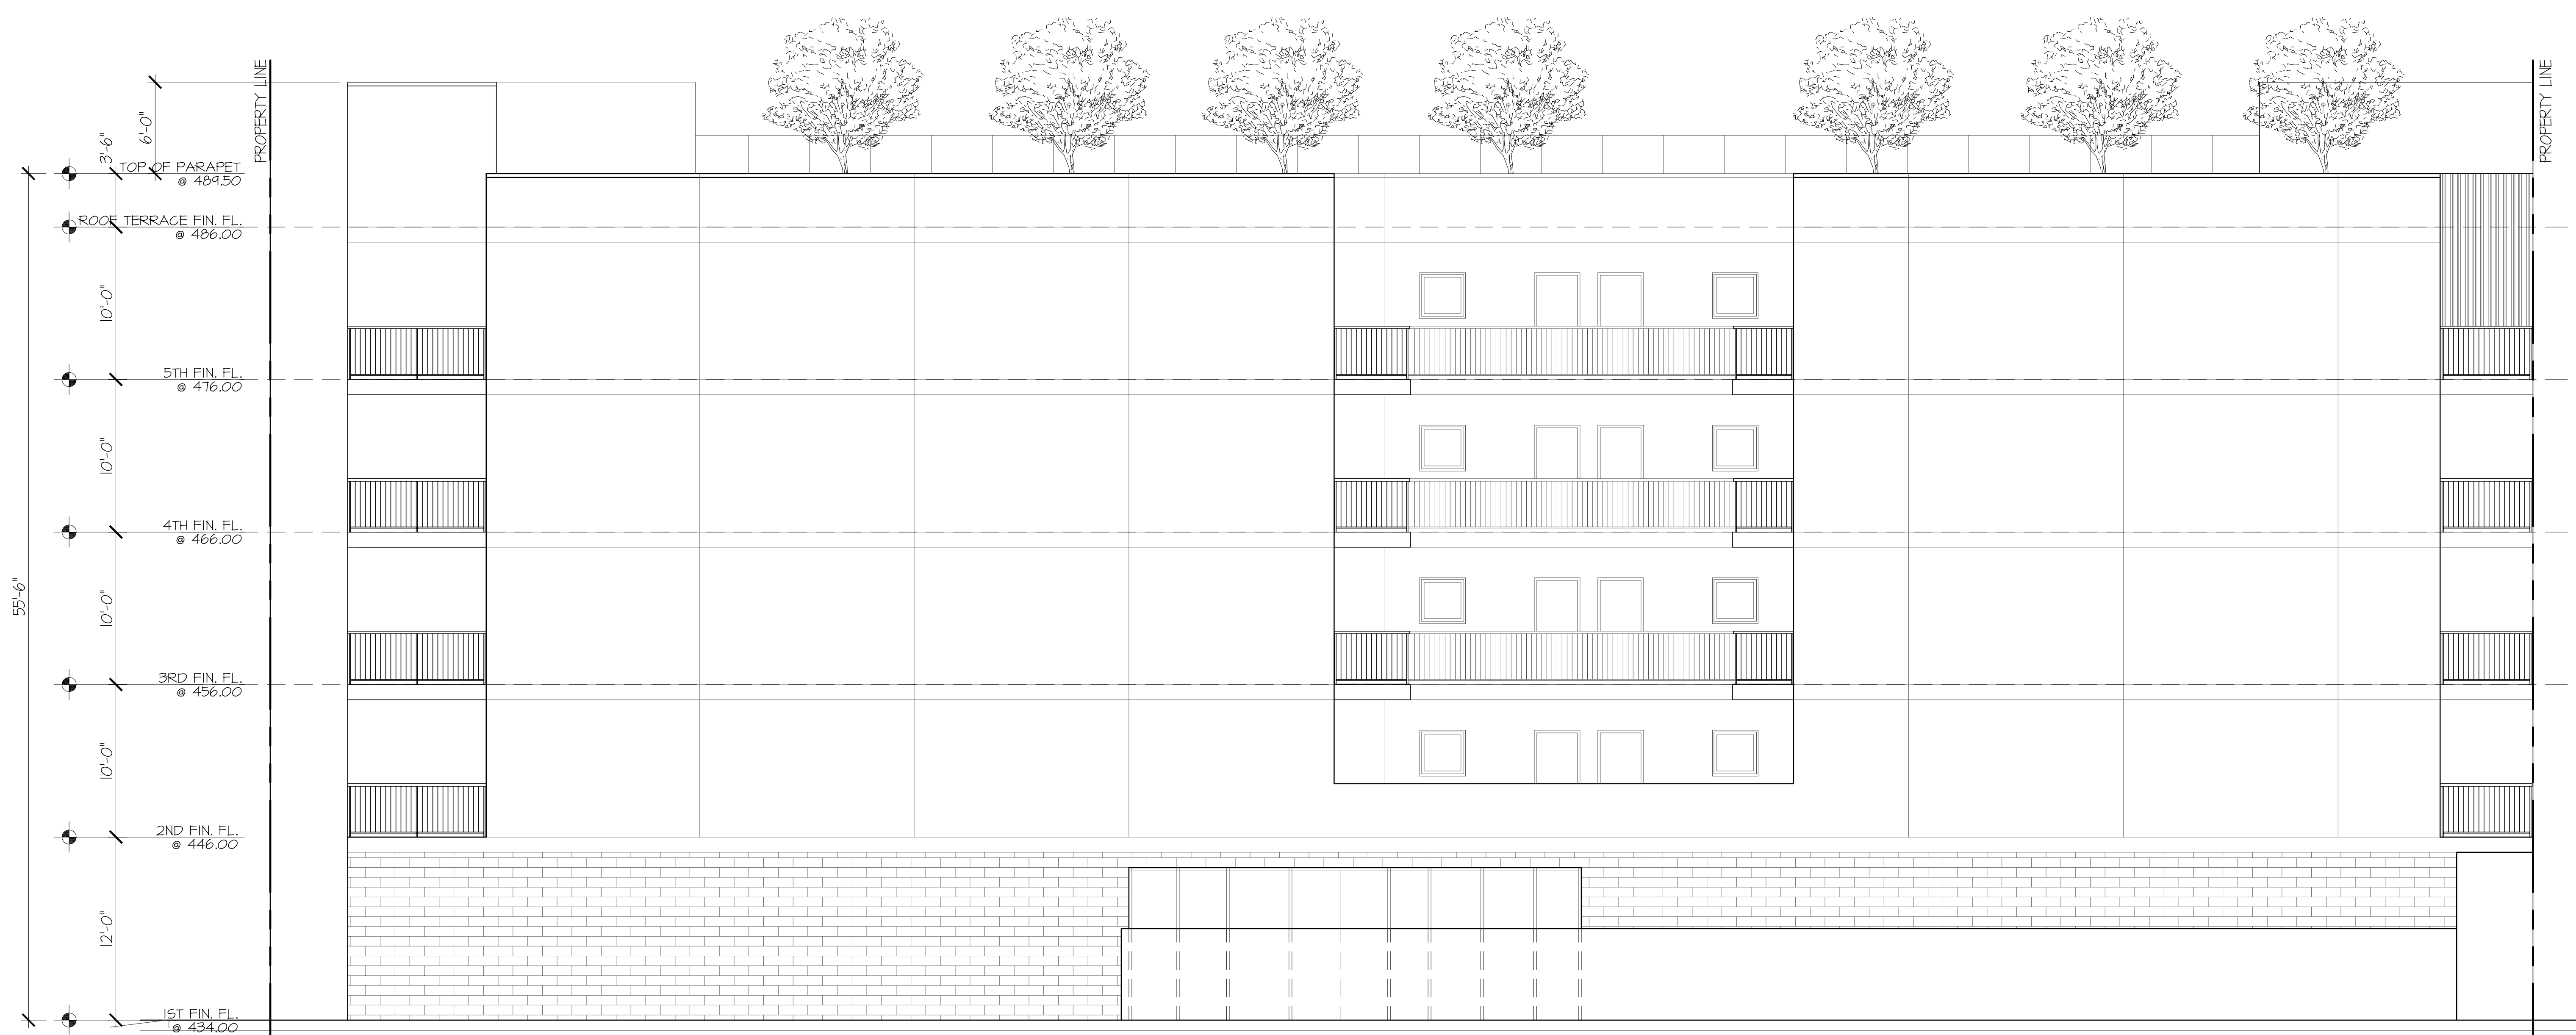 PROPERTY LINE
PROPERTY LINE
6'-0"
3'-6"
TOP OF PARAPET
@ 489.50
ROOF TERRACE FIN. FL.
@ 486.00
10'-0"
5TH FIN. FL.
@ 476.00
10'-0"
4TH FIN. FL.
@ 466.00
55'-6"
10'-0"
3RD FIN. FL.
@ 456.00
10'-0"
2ND FIN. FL.
@ 446.00
12'-0"
1ST FIN. FL.
@ 434.00